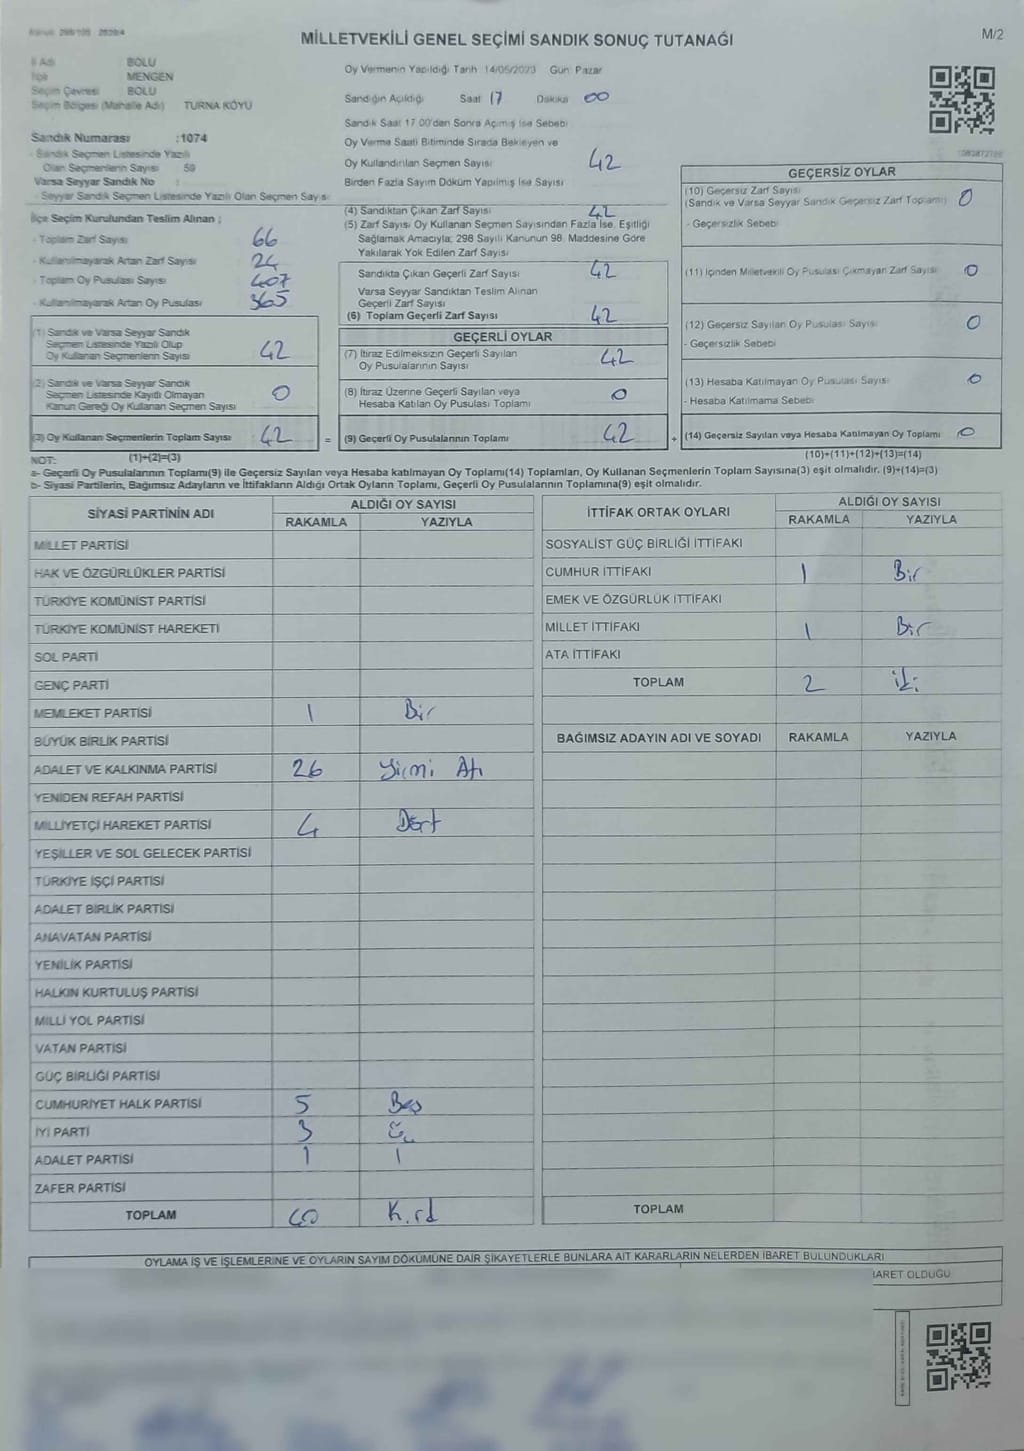 MİLLETVEKİLİ GENEL SEÇİMİ SANDIK SONUÇ TUTANAĞI
M/2
İl Adı : BOLU
İlçe : MENGEN
Seçim Çevresi : BOLU
Seçim Bölgesi (Mahalle Adı) TURNA KÖYÜ
Sandık Numarası :1074
- Sandık Seçmen Listesinde Yazılı
Olan Seçmenlerin Sayısı 59
Varsa Seyyar Sandık No :
- Seyyar Sandık Seçmen Listesinde Yazılı Olan Seçmen Sayısı
İlçe Seçim Kurulundan Teslim Alınan ;
- Toplam Zarf Sayısı 66
- Kullanılmayarak Artan Zarf Sayısı 24
- Toplam Oy Pusulası Sayısı 407
- Kullanılmayarak Artan Oy Pusulası 365
(1) Sandık ve Varsa Seyyar Sandık
Seçmen Listesinde Yazılı Olup
Oy Kullanan Seçmenlerin Sayısı 42
(2) Sandık ve Varsa Seyyar Sandık
Seçmen Listesinde Kayıtlı Olmayan
Kanun Gereği Oy Kullanan Seçmen Sayısı 0
(3) Oy Kullanan Seçmenlerin Toplam Sayısı 42 =
(1)+(2)=(3)
Oy Vermenin Yapıldığı Tarih 14/05/2023 Gün: Pazar
Sandığın Açıldığı Saat 17 Dakika 00
Sandık Saat 17.00'den Sonra Açılmış İse Sebebi
Oy Verme Saati Bitiminde Sırada Bekleyen ve
Oy Kullandırılan Seçmen Sayısı 42
Birden Fazla Sayım Döküm Yapılmış İse Sayısı
(4) Sandıktan Çıkan Zarf Sayısı 42
(5) Zarf Sayısı Oy Kullanan Seçmen Sayısından Fazla İse, Eşitliği
Sağlamak Amacıyla; 298 Sayılı Kanunun 98. Maddesine Göre
Yakılarak Yok Edilen Zarf Sayısı
Sandıkta Çıkan Geçerli Zarf Sayısı 42
Varsa Seyyar Sandıktan Teslim Alınan
Geçerli Zarf Sayısı
(6) Toplam Geçerli Zarf Sayısı 42
GEÇERLİ OYLAR
(7) İtiraz Edilmeksizin Geçerli Sayılan
Oy Pusulalarının Sayısı 42
(8) İtiraz Üzerine Geçerli Sayılan veya
Hesaba Katılan Oy Pusulası Toplamı 0
(9) Geçerli Oy Pusulalarının Toplamı 42 +
GEÇERSİZ OYLAR
(10) Geçersiz Zarf Sayısı
(Sandık ve Varsa Seyyar Sandık Geçersiz Zarf Toplamı) 0
- Geçersizlik Sebebi
(11) İçinden Milletvekili Oy Pusulası Çıkmayan Zarf Sayısı 0
(12) Geçersiz Sayılan Oy Pusulası Sayısı 0
- Geçersizlik Sebebi
(13) Hesaba Katılmayan Oy Pusulası Sayısı 0
- Hesaba Katılmama Sebebi
(14) Geçersiz Sayılan veya Hesaba Katılmayan Oy Toplamı 0
(10)+(11)+(12)+(13)=(14)
NOT:
a- Geçerli Oy Pusulalarının Toplamı(9) ile Geçersiz Sayılan veya Hesaba katılmayan Oy Toplamı(14) Toplamları, Oy Kullanan Seçmenlerin Toplam Sayısına(3) eşit olmalıdır. (9)+(14)=(3)
b- Siyasi Partilerin, Bağımsız Adayların ve İttifakların Aldığı Ortak Oyların Toplamı, Geçerli Oy Pusulalarının Toplamına(9) eşit olmalıdır.
SİYASİ PARTİNİN ADI ALDIĞI OY SAYISI
RAKAMLA YAZIYLA
MİLLET PARTİSİ
HAK VE ÖZGÜRLÜKLER PARTİSİ
TÜRKİYE KOMÜNİST PARTİSİ
TÜRKİYE KOMÜNİST HAREKETİ
SOL PARTİ
GENÇ PARTİ
MEMLEKET PARTİSİ 1 Bir
BÜYÜK BİRLİK PARTİSİ
ADALET VE KALKINMA PARTİSİ 26 Yirmi Altı
YENİDEN REFAH PARTİSİ
MİLLİYETÇİ HAREKET PARTİSİ 4 Dört
YEŞİLLER VE SOL GELECEK PARTİSİ
TÜRKİYE İŞÇİ PARTİSİ
ADALET BİRLİK PARTİSİ
ANAVATAN PARTİSİ
YENİLİK PARTİSİ
HALKIN KURTULUŞ PARTİSİ
MİLLİ YOL PARTİSİ
VATAN PARTİSİ
GÜÇ BİRLİĞİ PARTİSİ
CUMHURİYET HALK PARTİSİ 5 Beş
İYİ PARTİ 3 Üç
ADALET PARTİSİ 1 1
ZAFER PARTİSİ
TOPLAM 40 Kırk
İTTİFAK ORTAK OYLARI ALDIĞI OY SAYISI
RAKAMLA YAZIYLA
SOSYALİST GÜÇ BİRLİĞİ İTTİFAKI
CUMHUR İTTİFAKI 1 Bir
EMEK VE ÖZGÜRLÜK İTTİFAKI
MİLLET İTTİFAKI 1 Bir
ATA İTTİFAKI
TOPLAM 2 iki
BAĞIMSIZ ADAYIN ADI VE SOYADI RAKAMLA YAZIYLA
TOPLAM
OYLAMA İŞ VE İŞLEMLERİNE VE OYLARIN SAYIM DÖKÜMÜNE DAİR ŞİKAYETLERLE BUNLARA AİT KARARLARIN NELERDEN İBARET BULUNDUKLARI
İBARET OLDUĞU